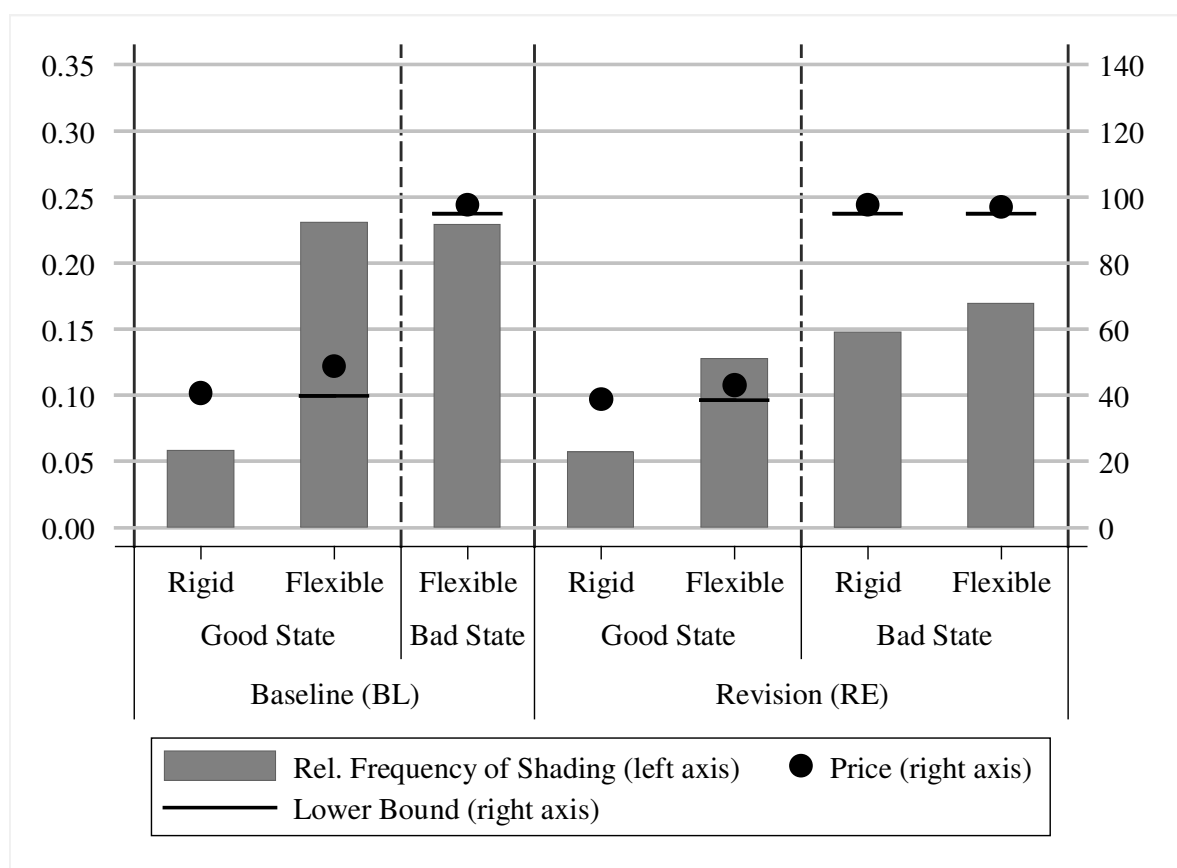 0.35 140
0.30 120
0.25 100
0.20 80
0.15 60
0.10 40
0.05 20
0.00 0
Rigid Flexible Flexible Rigid Flexible Rigid Flexible
Good State Bad State Good State Bad State
Baseline (BL) Revision (RE)
Rel. Frequency of Shading (left axis) Price (right axis)
Lower Bound (right axis)